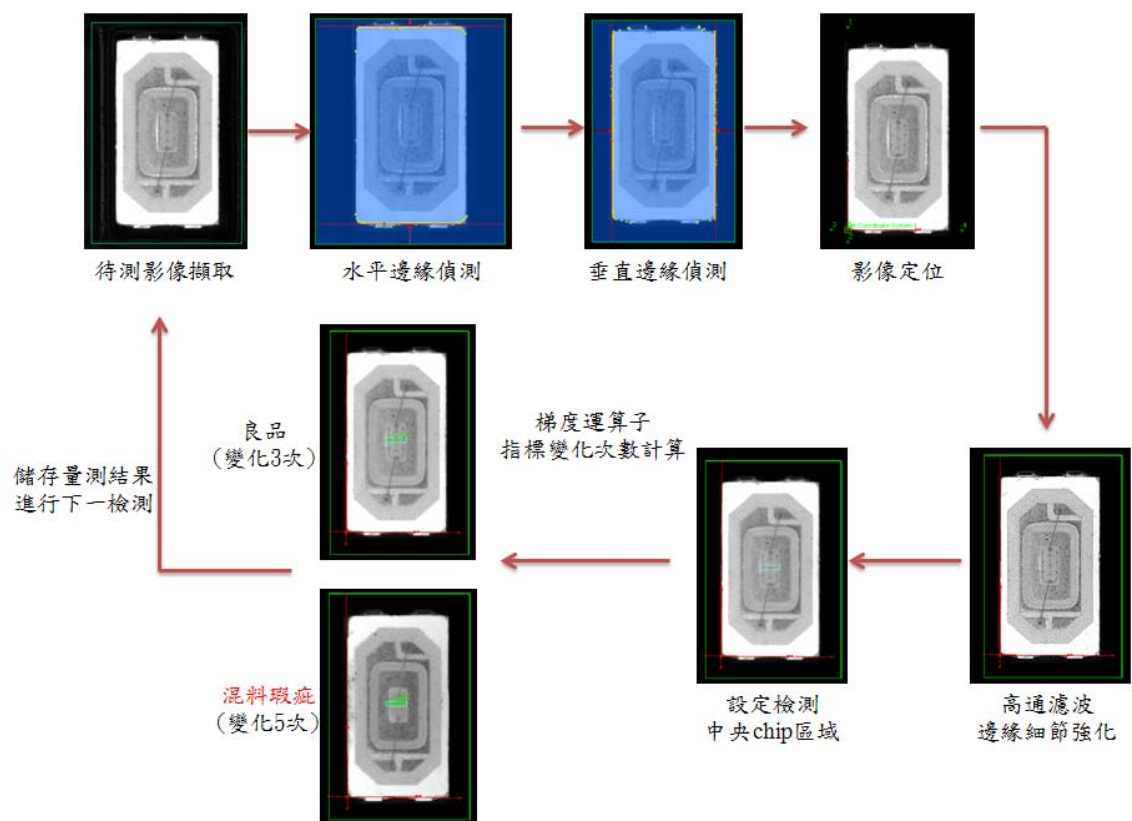 待測影像擷取
水平邊緣偵測
垂直邊緣偵測
影像定位
高通濾波
邊緣細節強化
設定檢測
中央chip區域
梯度運算子
指標變化次數計算
良品
(變化3次)
混料瑕疵
(變化5次)
儲存量測結果
進行下一檢測